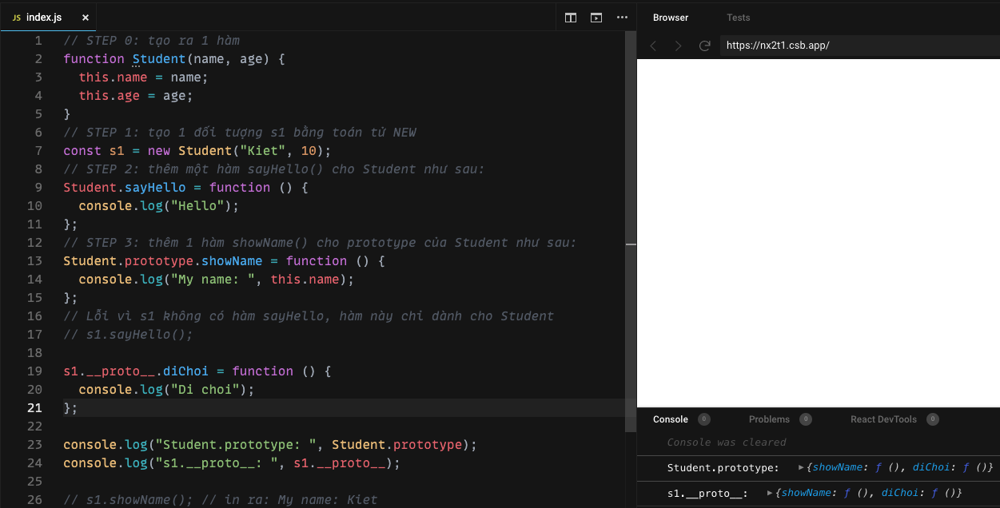 JS index.js ×
1 // STEP 0: tạo ra 1 hàm
2 function Student(name, age) {
3 this.name = name;
4 this.age = age;
5 }
6 // STEP 1: tạo 1 đối tượng s1 bằng toán tử NEW
7 const s1 = new Student("Kiet", 10);
8 // STEP 2: thêm một hàm sayHello() cho Student như sau:
9 Student.sayHello = function () {
10 console.log("Hello");
11 };
12 // STEP 3: thêm 1 hàm showName() cho prototype của Student như sau:
13 Student.prototype.showName = function () {
14 console.log("My name: ", this.name);
15 };
16 // Lỗi vì s1 không có hàm sayHello, hàm này chỉ dành cho Student
17 // s1.sayHello();
18
19 s1.__proto__.diChoi = function () {
20 console.log("Di choi");
21 };
22
23 console.log("Student.prototype: ", Student.prototype);
24 console.log("s1.__proto__: ", s1.__proto__);
25
26 // s1.showName(); // in ra: My name: Kiet
Browser Tests
https://nx2t1.csb.app/
Console 0 Problems 0 React DevTools 0
Console was cleared
Student.prototype: ▶{showName: ƒ (), diChoi: ƒ ()}
s1.__proto__: ▶{showName: ƒ (), diChoi: ƒ ()}